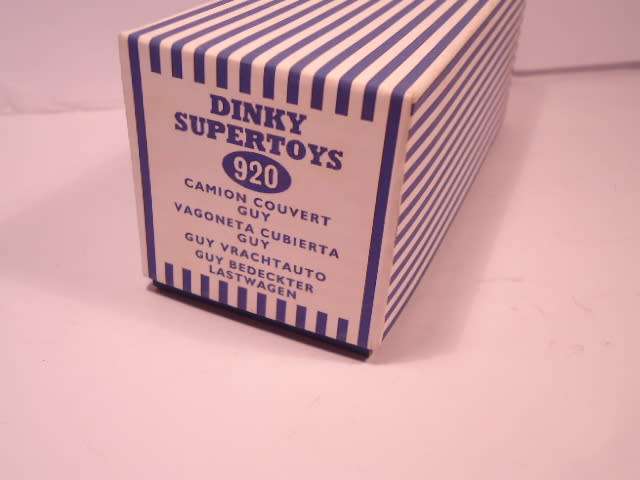 DINKY
SUPERTOYS
920
CAMION COUVERT
GUY
VAGONETA CUBIERTA
GUY
GUY VRACHTAUTO
GUY BEDECKTER
LASTWAGEN